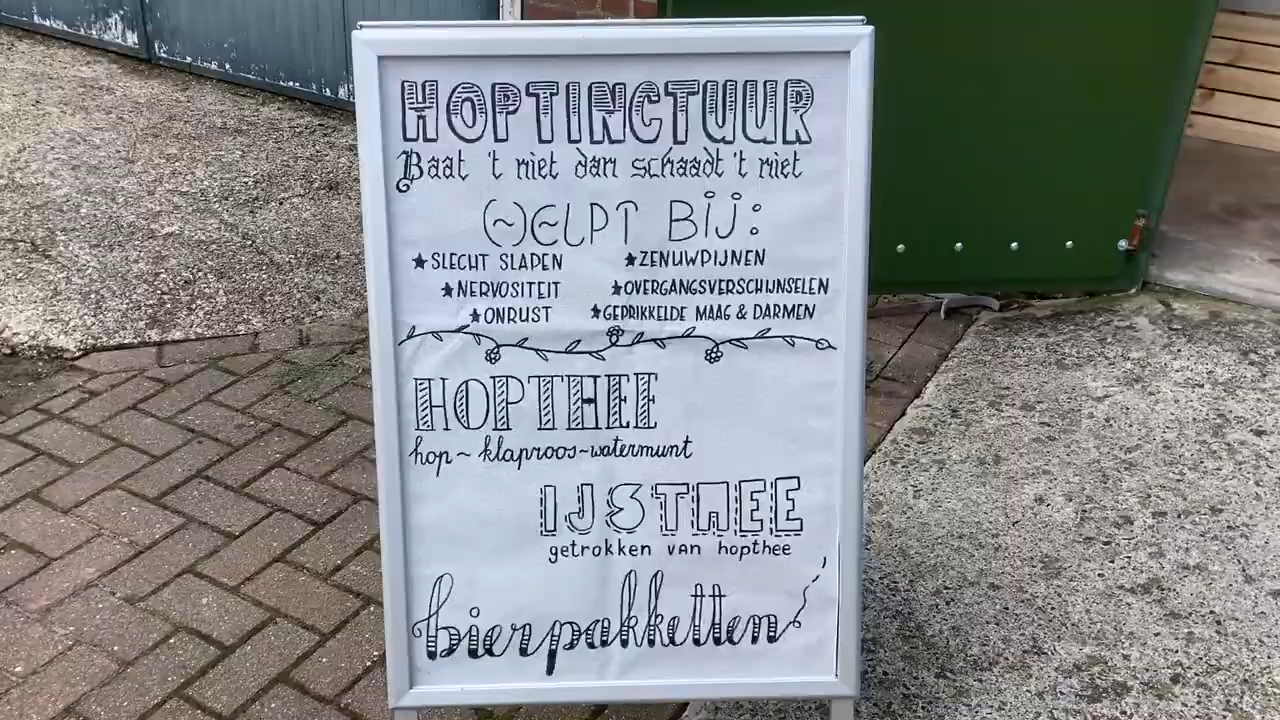 HOPTINCTUUR
Baat 't niet dan schaadt 't niet
HELPT BIJ:
★SLECHT SLAPEN ★ZENUWPIJNEN
★NERVOSITEIT ★OVERGANGSVERSCHIJNSELEN
★ONRUST ★GEPRIKKELDE MAAG & DARMEN
HOPTHEE
hop~klaproos~watermunt
IJSTHEE
getrokken van hopthee
bierpakketten